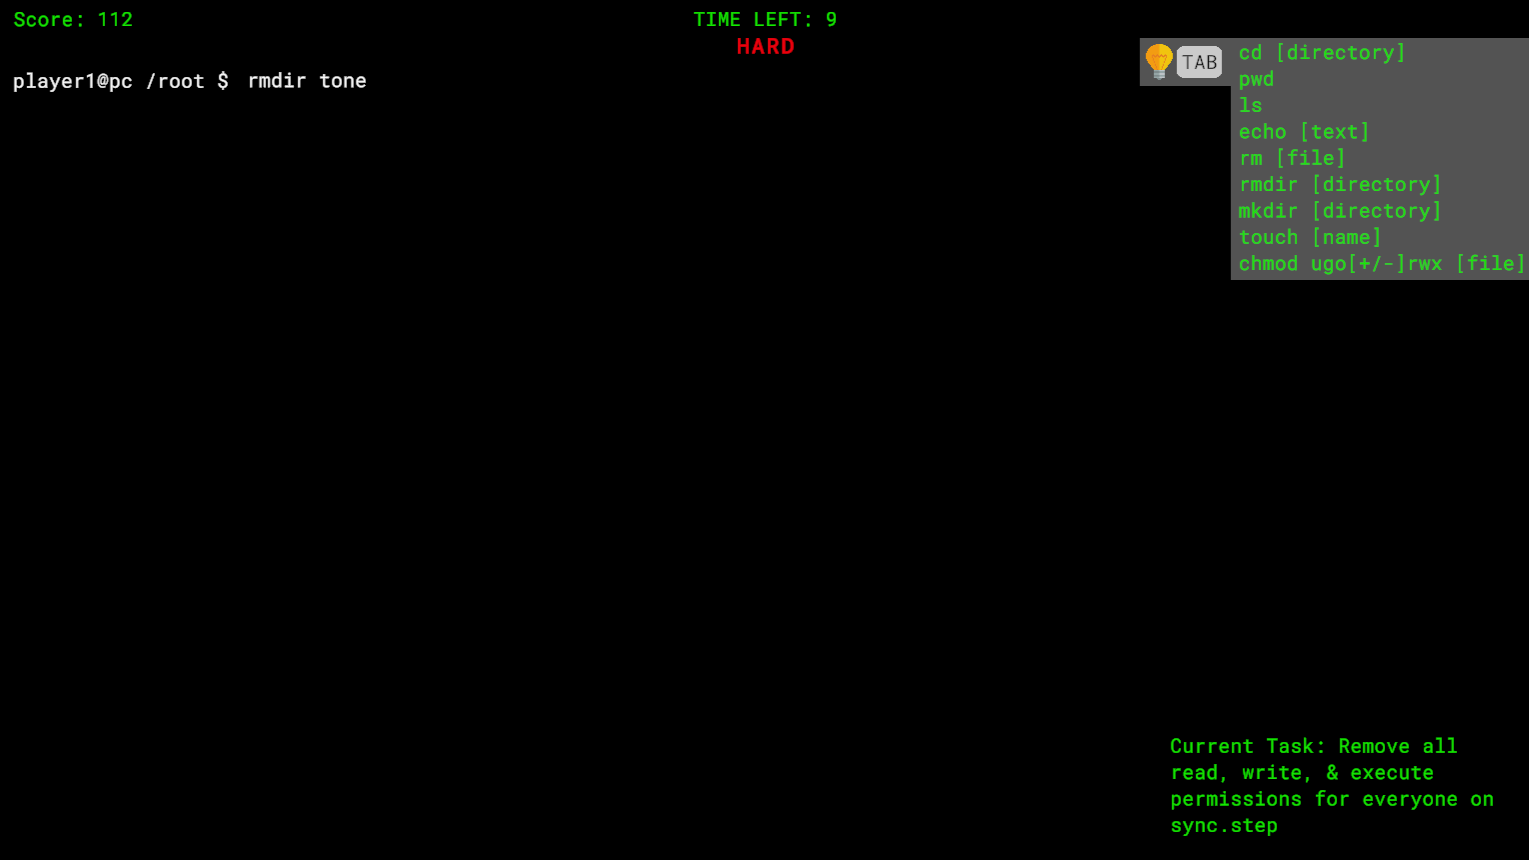 Score: 112
TIME LEFT: 9
HARD
player1@pc /root $ rmdir tone
TAB
cd [directory]
pwd
ls
echo [text]
rm [file]
rmdir [directory]
mkdir [directory]
touch [name]
chmod ugo[+/-]rwx [file]
Current Task: Remove all
read, write, & execute
permissions for everyone on
sync.step